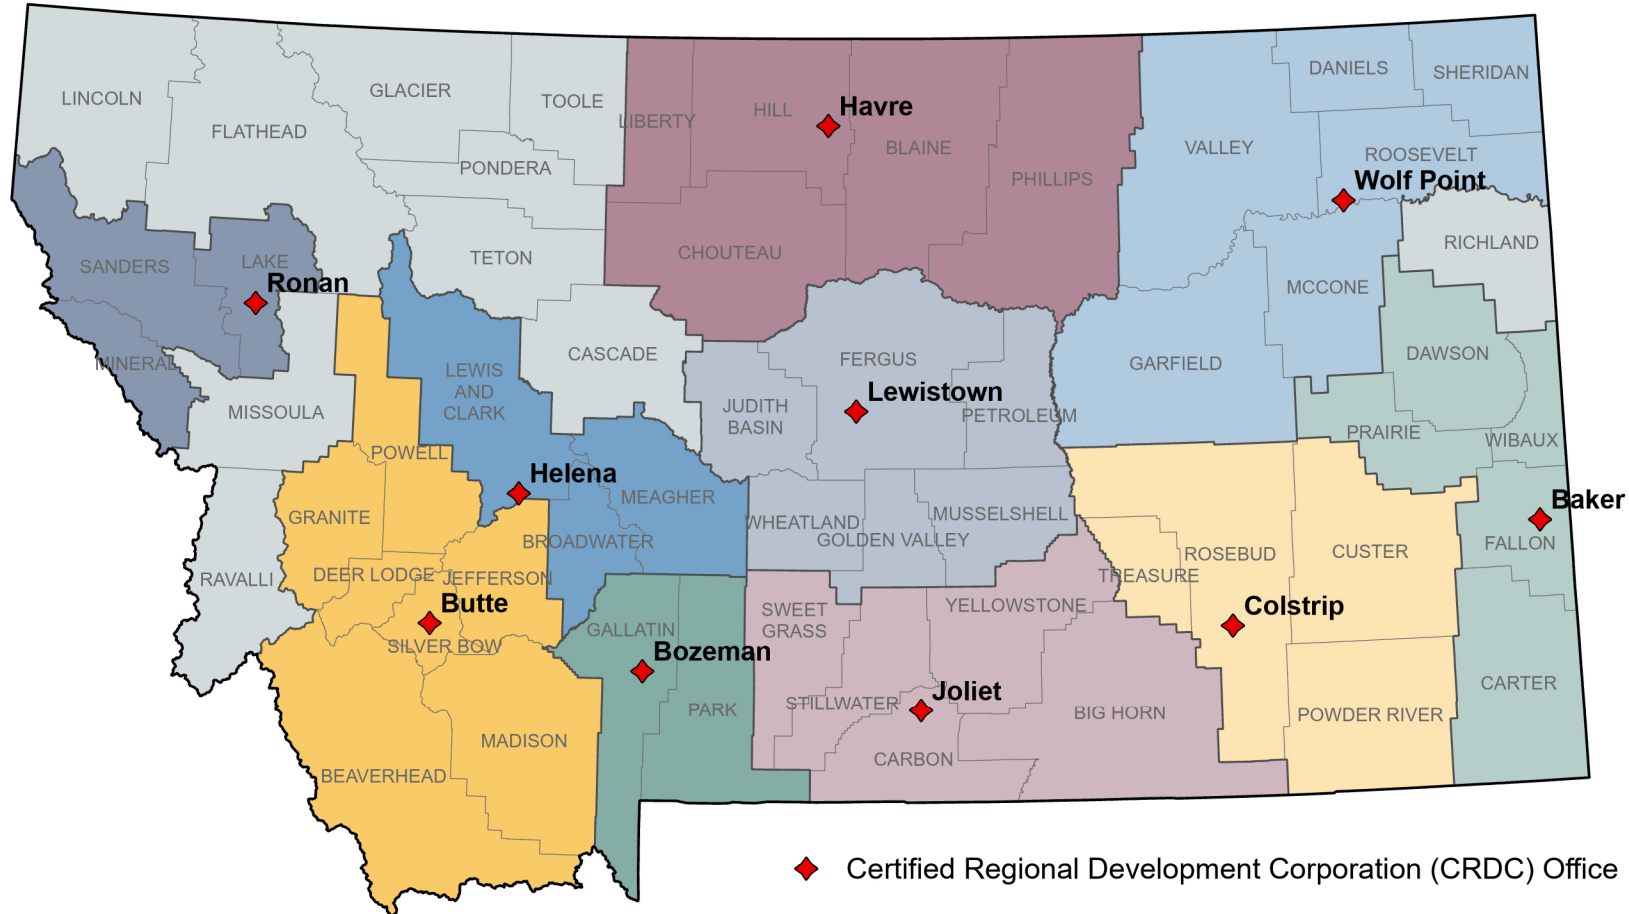 LINCOLN
FLATHEAD
GLACIER
TOOLE
PONDERA
TETON
LIBERTY
HILL
Havre
BLAINE
PHILLIPS
CHOUTEAU
VALLEY
DANIELS
SHERIDAN
ROOSEVELT
Wolf Point
RICHLAND
MCCONE
GARFIELD
DAWSON
PRAIRIE
WIBAUX
SANDERS
LAKE
Ronan
MINERAL
MISSOULA
LEWIS
AND
CLARK
CASCADE
FERGUS
Lewistown
JUDITH
BASIN
PETROLEUM
POWELL
Helena
MEAGHER
GRANITE
BROADWATER
WHEATLAND
GOLDEN VALLEY
MUSSELSHELL
RAVALLI
DEER LODGE
JEFFERSON
Butte
SILVER BOW
GALLATIN
Bozeman
PARK
SWEET
GRASS
YELLOWSTONE
TREASURE
ROSEBUD
CUSTER
Baker
FALLON
Colstrip
STILLWATER
Joliet
CARBON
BIG HORN
POWDER RIVER
CARTER
MADISON
BEAVERHEAD
Certified Regional Development Corporation (CRDC) Office